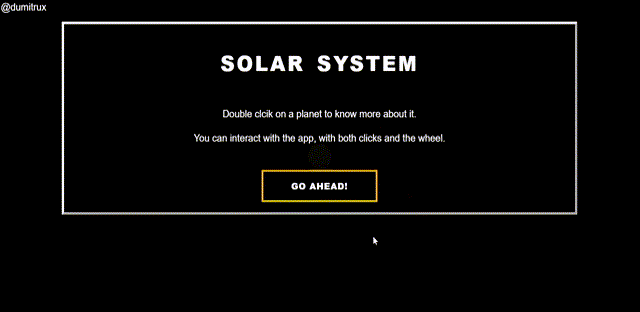 @dumitrux
SOLAR SYSTEM
Double clcik on a planet to know more about it.
You can interact with the app, with both clicks and the wheel.
GO AHEAD!